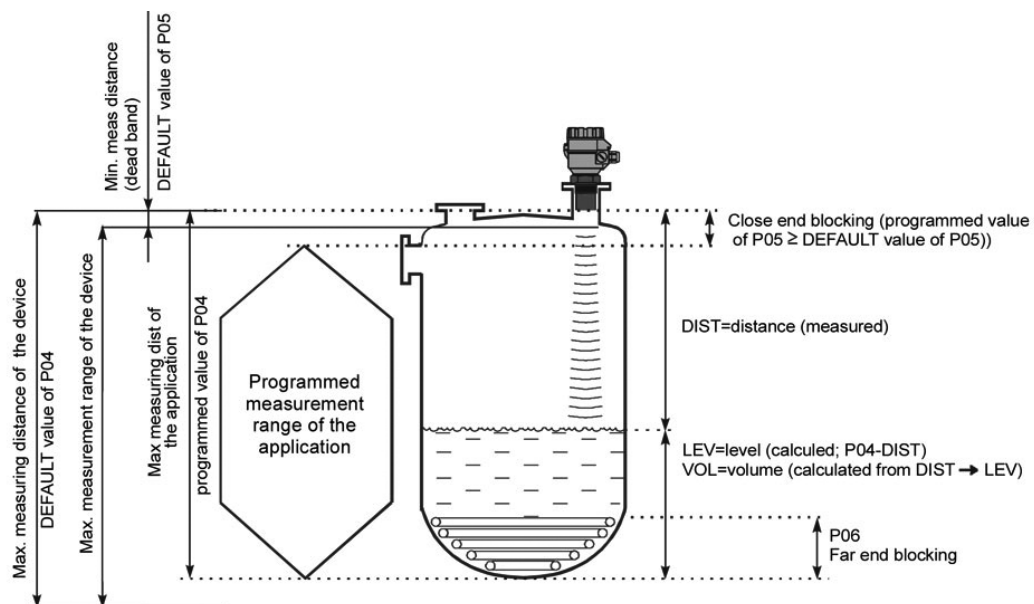 Min. meas distance
(dead band)
DEFAULT value of P05
Max. measuring distance of the device
DEFAULT value of P04
Max. measurement range of the device
Max measuring dist of
the application
programmed value of P04
Programmed
measurement
range of the
application
Close end blocking (programmed value
of P05 ≥ DEFAULT value of P05))
DIST=distance (measured)
LEV=level (calculed; P04-DIST)
VOL=volume (calculated from DIST → LEV)
P06
Far end blocking